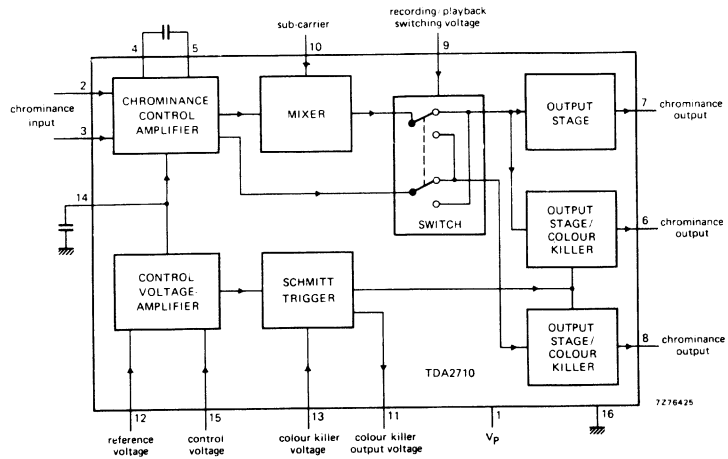 recording/playback
switching voltage
sub-carrier
4
5
10
9
2
chrominance
input
3
CHROMINANCE
CONTROL
AMPLIFIER
MIXER
SWITCH
OUTPUT
STAGE
7
chrominance
output
14
OUTPUT
STAGE/
COLOUR
KILLER
6
chrominance
output
CONTROL
VOLTAGE-
AMPLIFIER
SCHMITT
TRIGGER
OUTPUT
STAGE/
COLOUR
KILLER
8
chrominance
output
TDA2710
7Z76425
12
15
13
11
1
16
reference
voltage
control
voltage
colour killer
voltage
colour killer
output voltage
VP